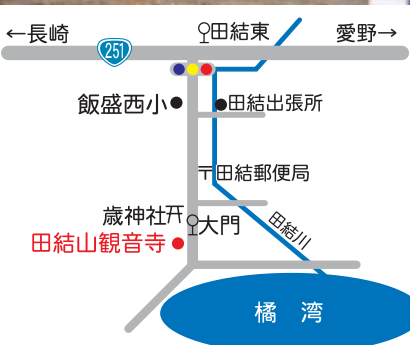 ←長崎
251
田結東
愛野→
飯盛西小
田結出張所
〒田結郵便局
歳神社
大門
田結川
田結山観音寺
橘 湾